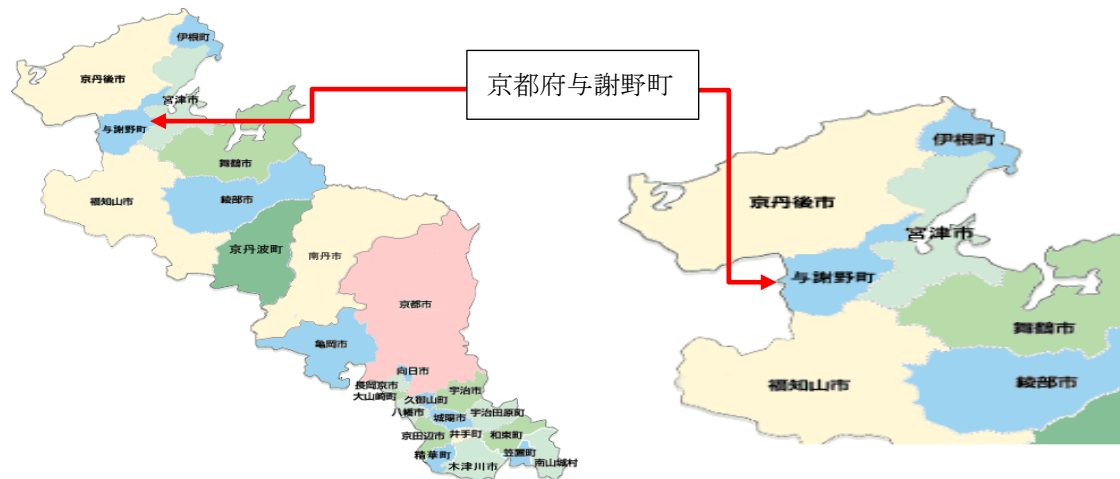 伊根町
京丹後市
宮津市
与謝野町
舞鶴市
福知山市
綾部市
京丹波町
南丹市
京都市
亀岡市
向日市
長岡京市
大山崎町
宇治市
久御山町
八幡市
宇治田原町
城陽市
京田辺市
井手町
和束町
精華町
笠置町
南山城村
木津川市
京都府与謝野町
伊根町
京丹後市
宮津市
与謝野町
舞鶴市
福知山市
綾部市